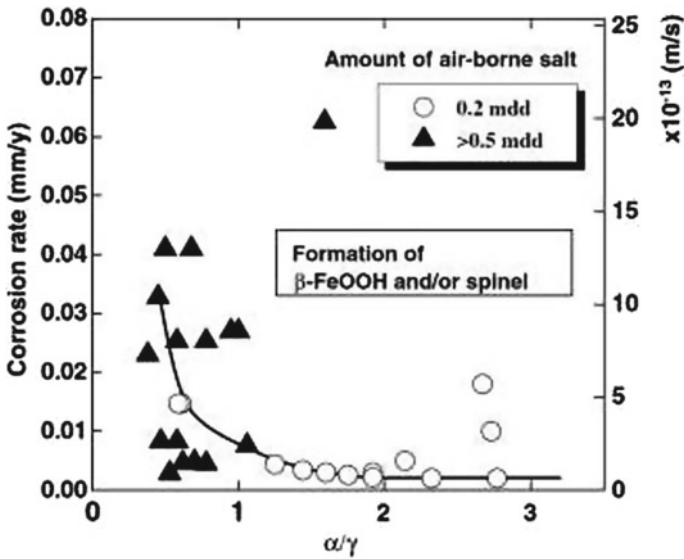 0.08
0.07
0.06
0.05
0.04
0.03
0.02
0.01
0.00
Corrosion rate (mm/y)
Amount of air-borne salt
0.2 mdd
>0.5 mdd
Formation of
β-FeOOH and/or spinel
25
20
15
10
5
0
x10⁻¹³ (m/s)
0 1 2 3
α/γ